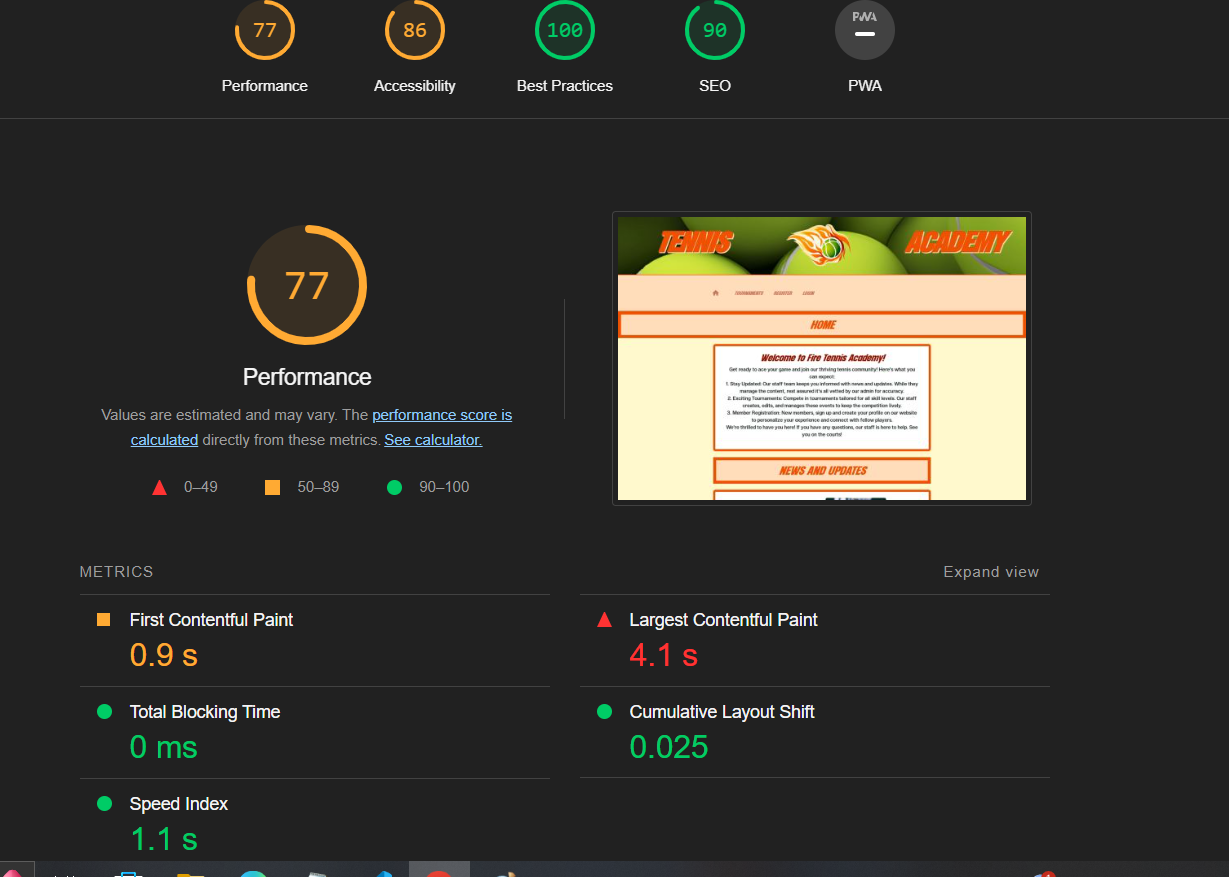 77
86
100
90
PWA
Performance
Accessibility
Best Practices
SEO
PWA
77
Performance
Values are estimated and may vary. The performance score is
calculated directly from these metrics. See calculator.
0–49
50–89
90–100
TENNIS
ACADEMY
TOURNAMENTS REGISTER LOGIN
HOME
Welcome to Fire Tennis Academy!
Get ready to ace your game and join our thriving tennis community! Here's what you
can expect:
1. Stay Updated: Our staff team keeps you informed with news and updates. While they
manage the content, rest assured it's all vetted by our admin for accuracy.
2. Exciting Tournaments: Compete in tournaments tailored for all skill levels. Our staff
creates, edits, and manages these events to keep the competition lively.
3. Member Registration: New members, sign up and create your profile on our website
to personalize your experience and connect with fellow players.
We're thrilled to have you here! If you have any questions, our staff is here to help. See
you on the courts!
NEWS AND UPDATES
METRICS
Expand view
First Contentful Paint
0.9 s
Largest Contentful Paint
4.1 s
Total Blocking Time
0 ms
Cumulative Layout Shift
0.025
Speed Index
1.1 s